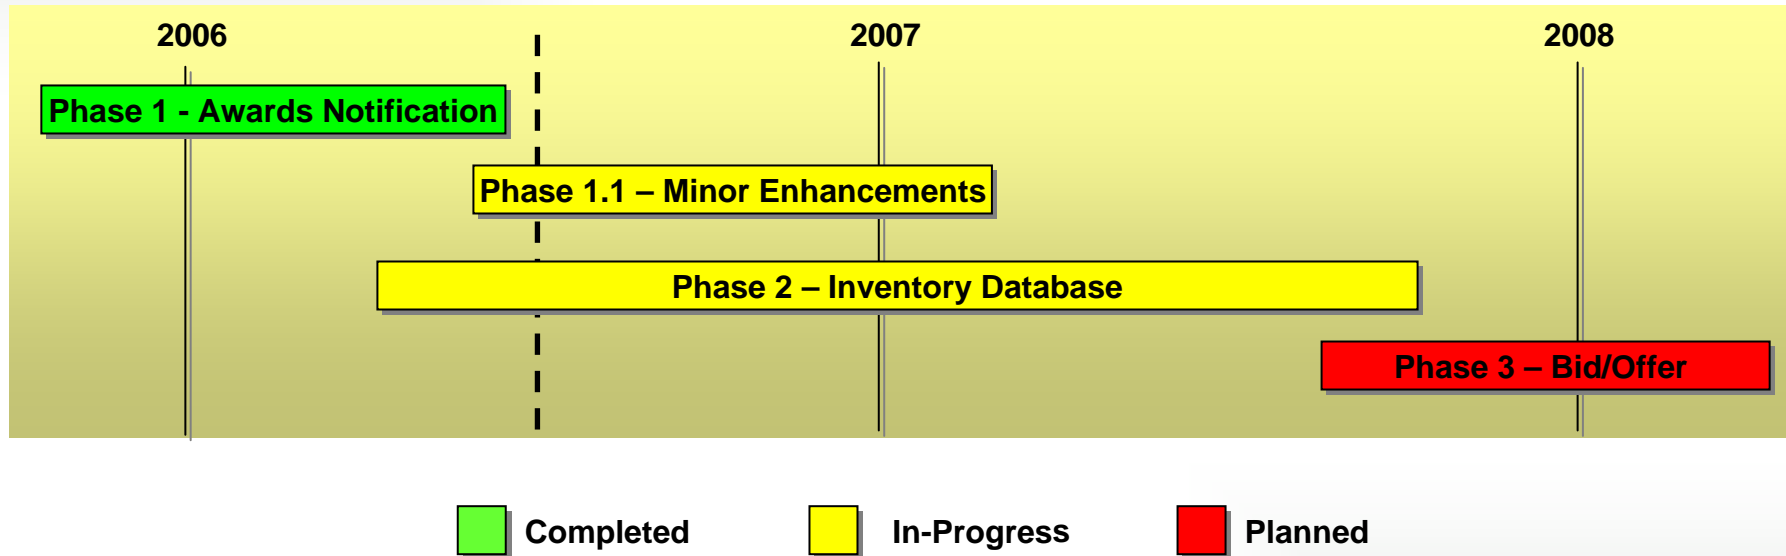 2006
2007
2008
Phase 1 - Awards Notification
Phase 1.1 – Minor Enhancements
Phase 2 – Inventory Database
Phase 3 – Bid/Offer
Completed
In-Progress
Planned